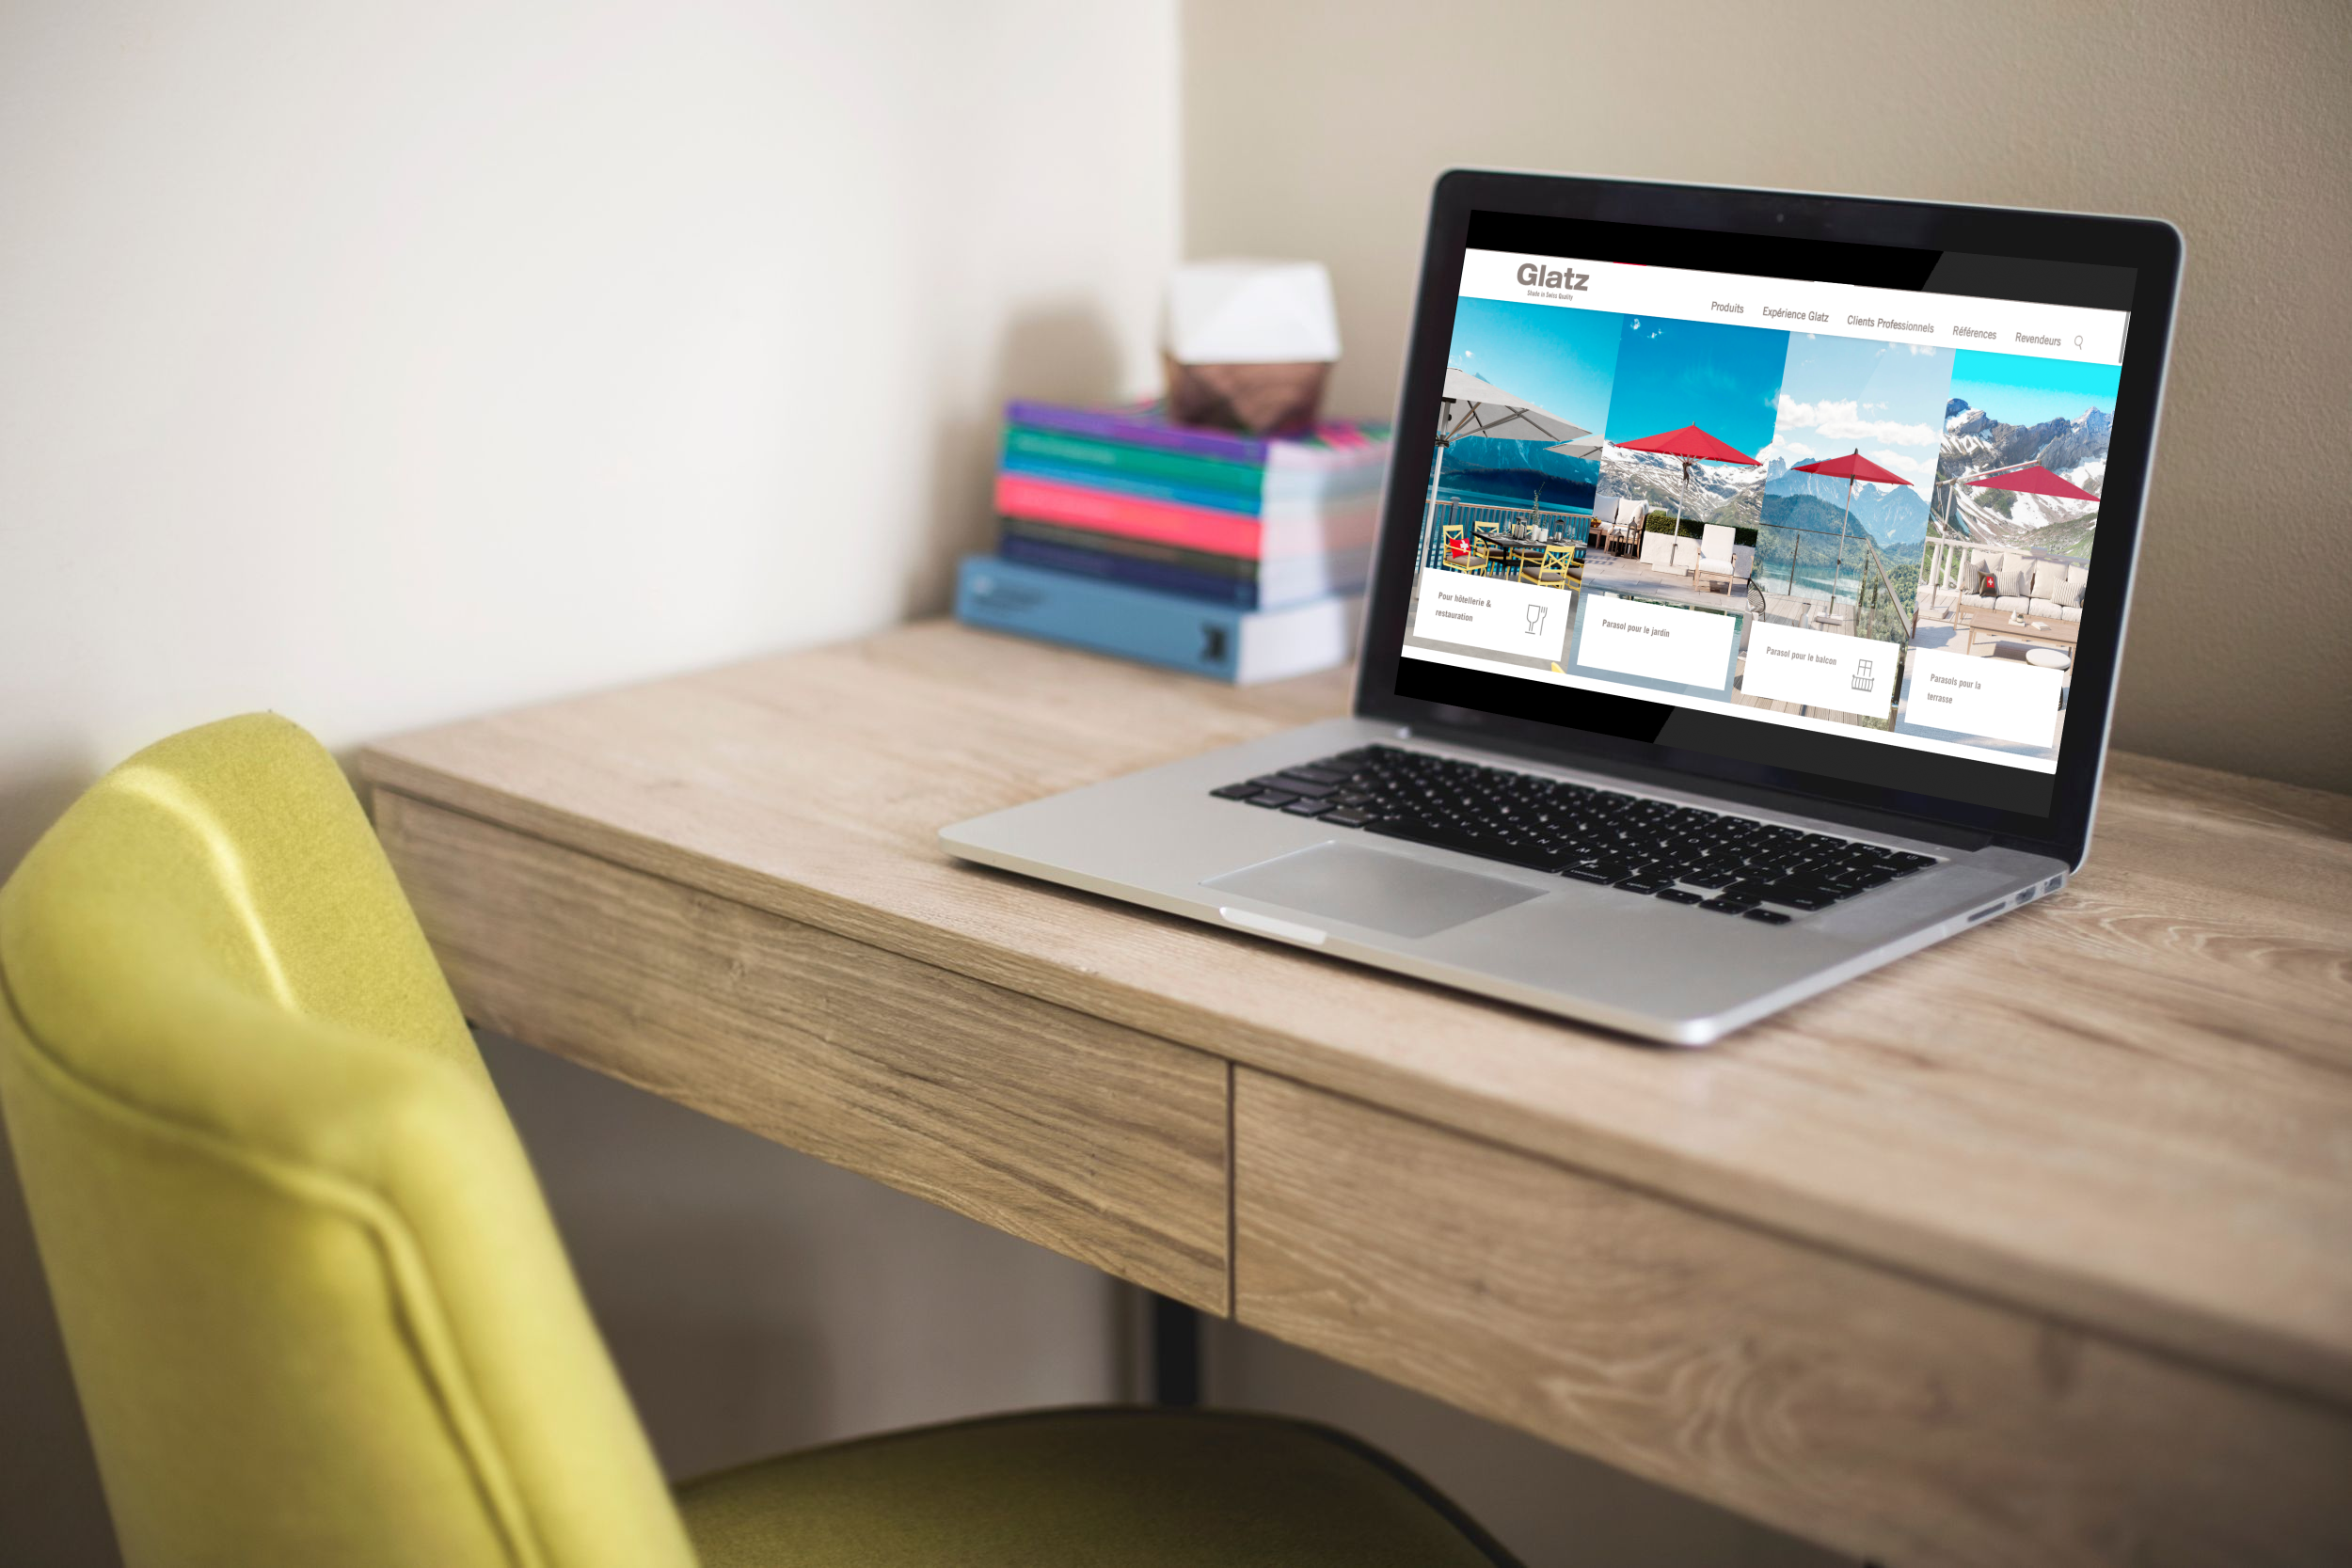 Glatz
Shade in Swiss Quality
Produits
Expérience Glatz
Clients Professionnels
Références
Revendeurs
Pour hôtellerie &
restauration
Parasol pour le jardin
Parasol pour le balcon
Parasols pour la
terrasse